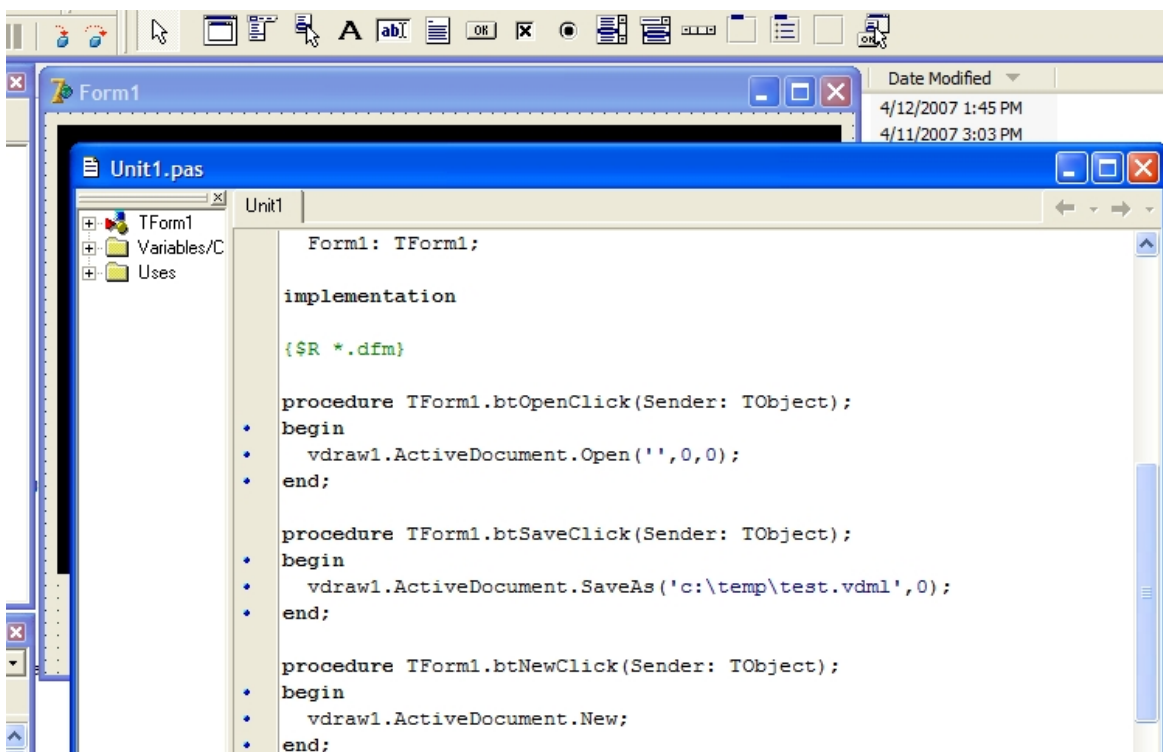 A ab OK
OK
Form1
Date Modified
4/12/2007 1:45 PM
4/11/2007 3:03 PM
Unit1.pas
Unit1
TForm1
Variables/C
Uses
Form1: TForm1;
implementation
{$R *.dfm}
procedure TForm1.btOpenClick(Sender: TObject);
begin
vdraw1.ActiveDocument.Open('',0,0);
end;
procedure TForm1.btSaveClick(Sender: TObject);
begin
vdraw1.ActiveDocument.SaveAs('c:\temp\test.vdml',0);
end;
procedure TForm1.btNewClick(Sender: TObject);
begin
vdraw1.ActiveDocument.New;
end;